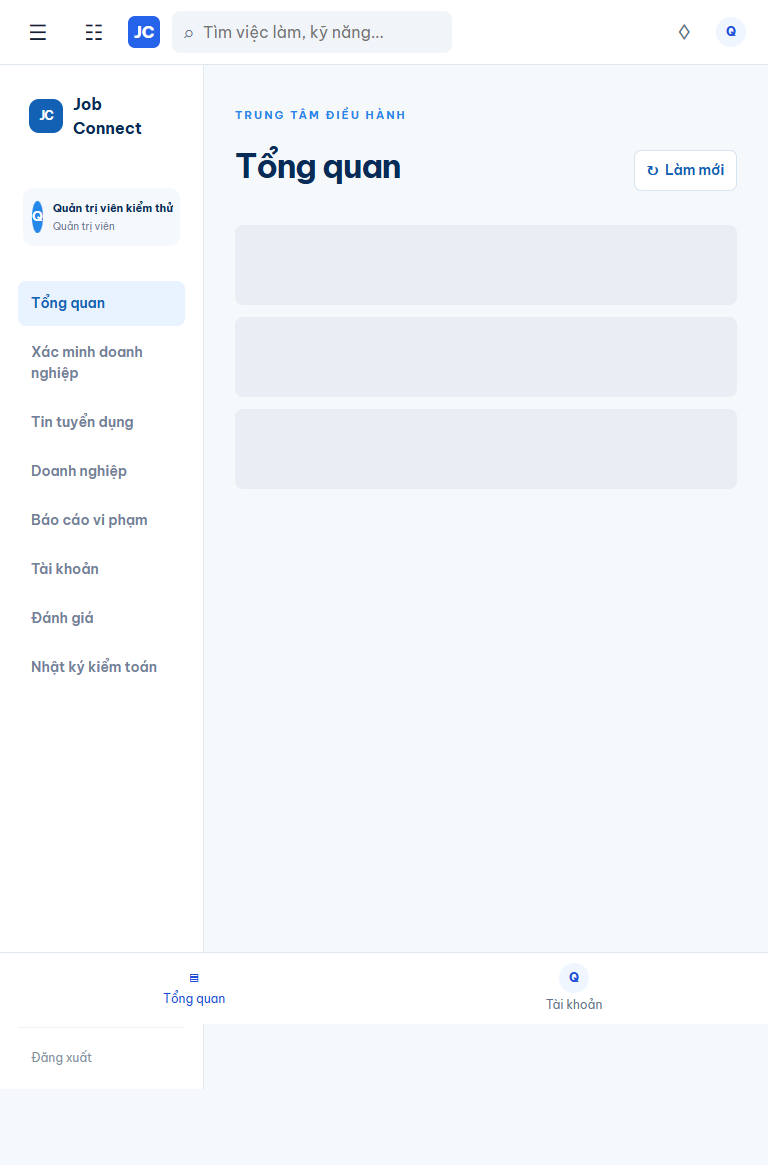 JC
Tìm việc làm, kỹ năng...
Q
JC
Job
Connect
Q
Quản trị viên kiểm thử
Quản trị viên
Tổng quan
Xác minh doanh
nghiệp
Tin tuyển dụng
Doanh nghiệp
Báo cáo vi phạm
Tài khoản
Đánh giá
Nhật ký kiểm toán
TRUNG TÂM ĐIỀU HÀNH
Tổng quan
Làm mới
Tổng quan
Q
Tài khoản
Đăng xuất